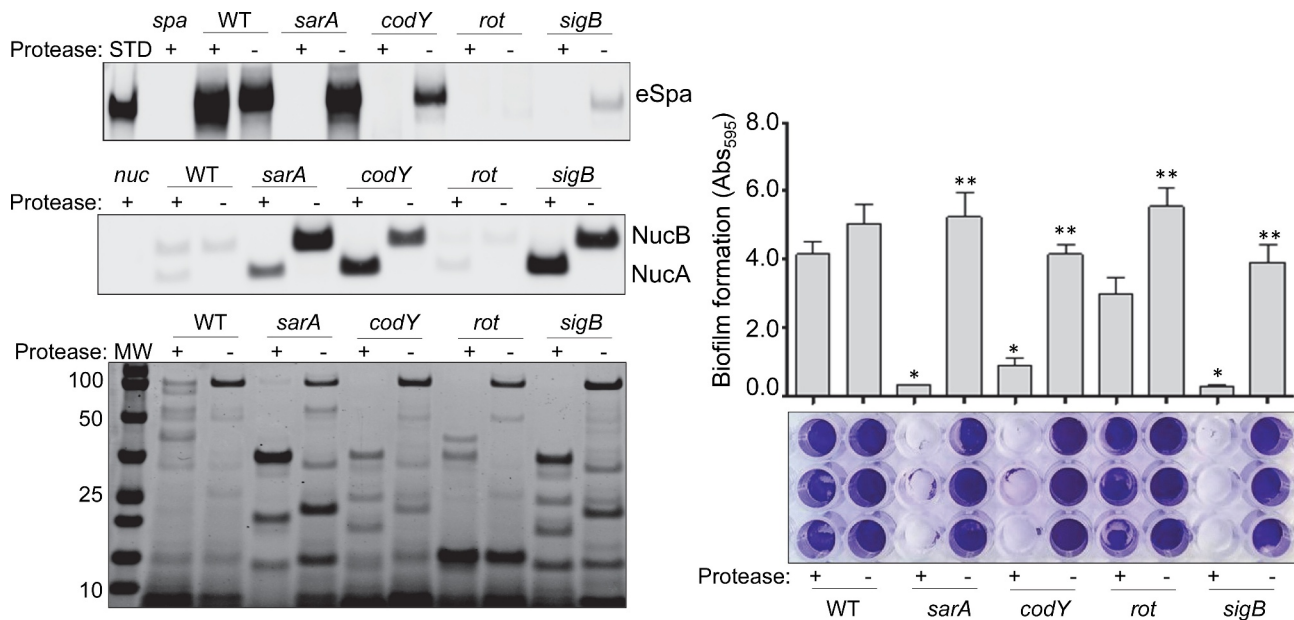 spa WT sarA codY rot sigB
Protease: STD + + - + - + - + - + -
eSpa
nuc WT sarA codY rot sigB
Protease: + + - + - + - + - + -
NucB
NucA
WT sarA codY rot sigB
Protease: MW + - + - + - + - + -
100
50
25
10
Biofilm formation (Abs595)
8.0
6.0
4.0
2.0
0.0
* ** * ** ** * **
Protease: + - + - + - + - + -
WT sarA codY rot sigB